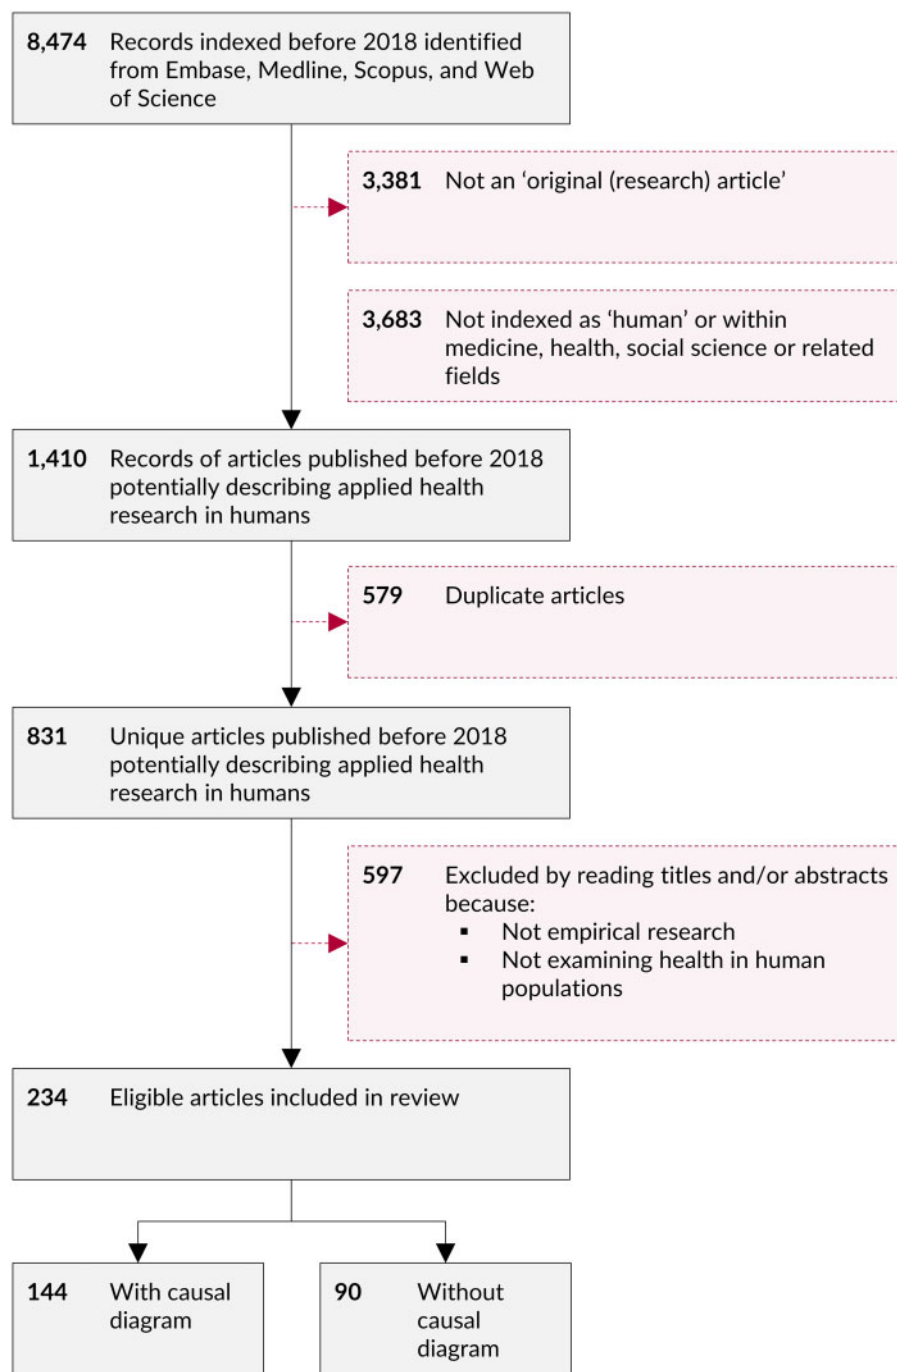 8,474 Records indexed before 2018 identified
from Embase, Medline, Scopus, and Web
of Science
3,381 Not an ‘original (research) article’
3,683 Not indexed as ‘human’ or within
medicine, health, social science or related
fields
1,410 Records of articles published before 2018
potentially describing applied health
research in humans
579 Duplicate articles
831 Unique articles published before 2018
potentially describing applied health
research in humans
597 Excluded by reading titles and/or abstracts
because:
▪ Not empirical research
▪ Not examining health in human
populations
234 Eligible articles included in review
144 With causal
diagram
90 Without
causal
diagram